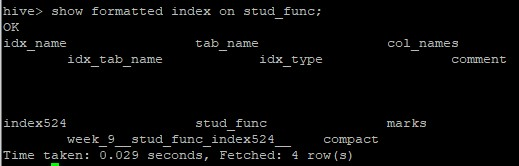 hive> show formatted index on stud_func;
OK
idx_name tab_name col_names
idx_tab_name idx_type comment
index524 stud_func marks
week_9__stud_func_index524__ compact
Time taken: 0.029 seconds, Fetched: 4 row(s)